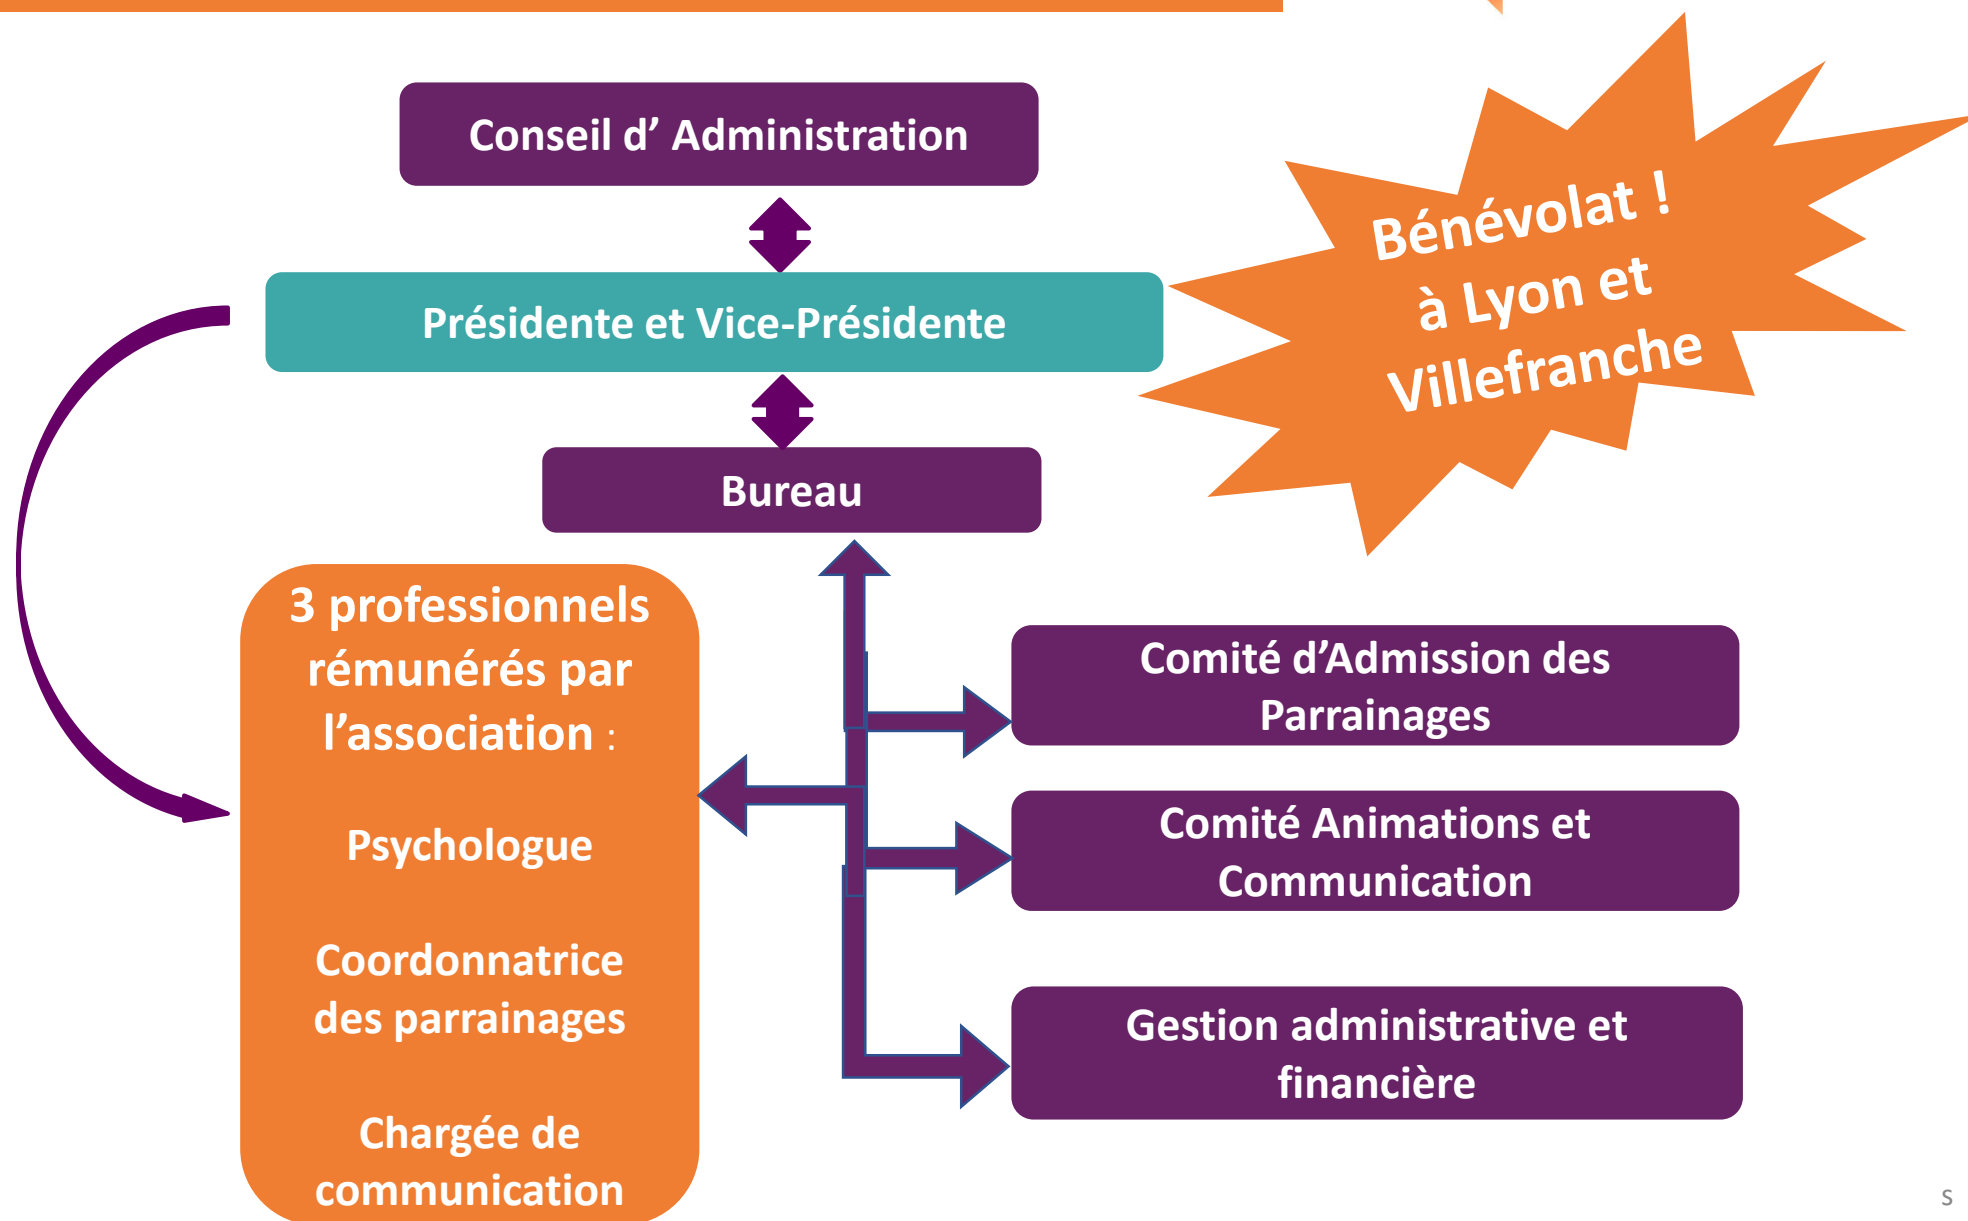 Conseil d’ Administration
Bénévolat !
à Lyon et
Villefranche
Présidente et Vice-Présidente
Bureau
3 professionnels
rémunérés par
l’association :
Psychologue
Coordonnatrice
des parrainages
Chargée de
communication
Comité d’Admission des
Parrainages
Comité Animations et
Communication
Gestion administrative et
financière
s